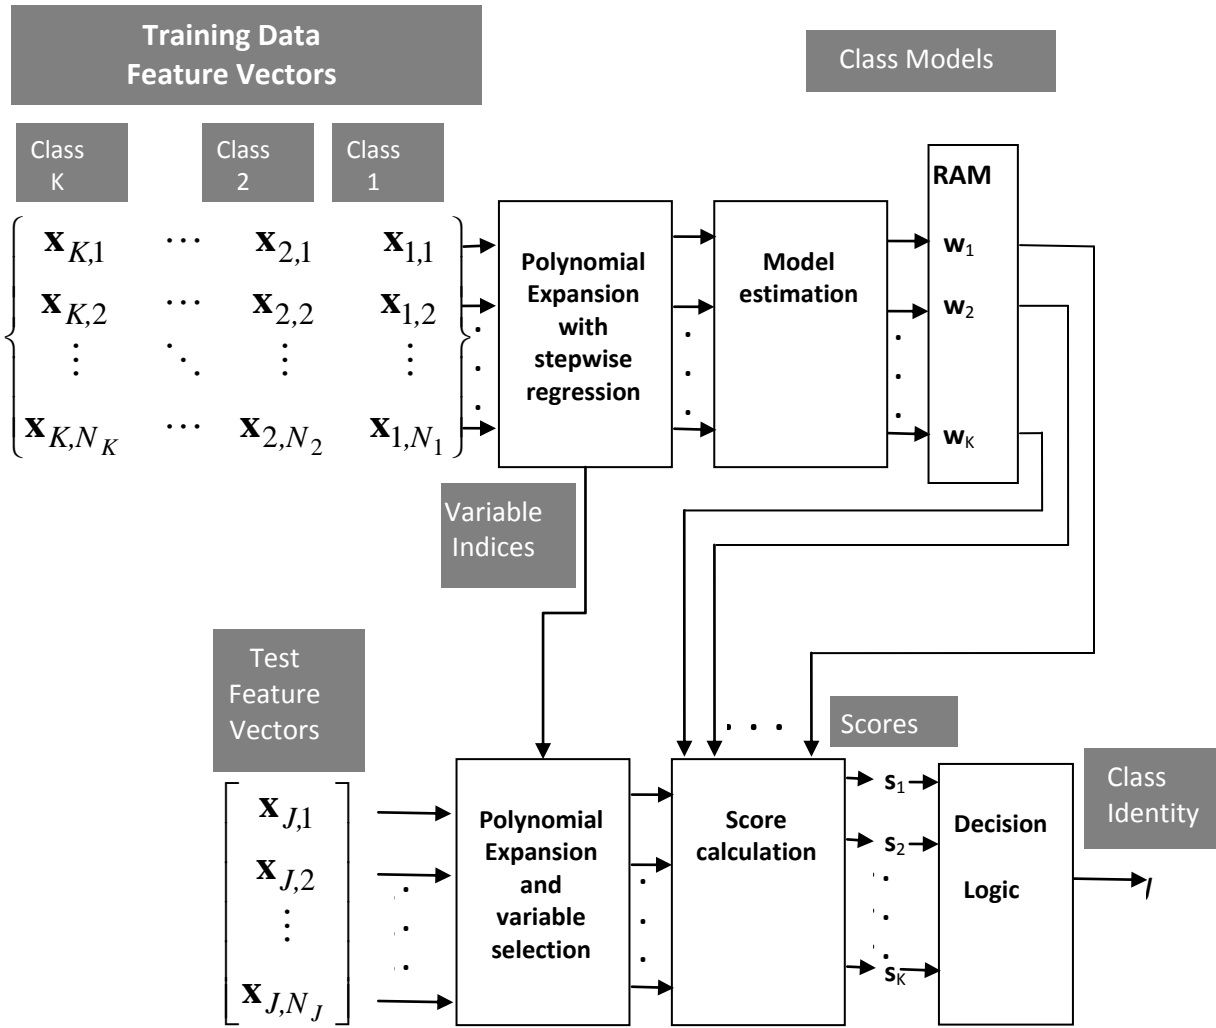 Training Data
Feature Vectors
Class Models
Class
K
Class
2
Class
1
RAM
x_{K,1} ⋯ x_{2,1} x_{1,1}
x_{K,2} ⋯ x_{2,2} x_{1,2}
⋮ ⋱ ⋮ ⋮
x_{K,N_K} ⋯ x_{2,N_2} x_{1,N_1}
Polynomial
Expansion
with
stepwise
regression
Model
estimation
w₁
w₂
w_K
Variable
Indices
Test
Feature
Vectors
Scores
Class
Identity
x_{J,1}
x_{J,2}
⋮
x_{J,N_J}
Polynomial
Expansion
and
variable
selection
Score
calculation
s₁
s₂
s_K
Decision
Logic